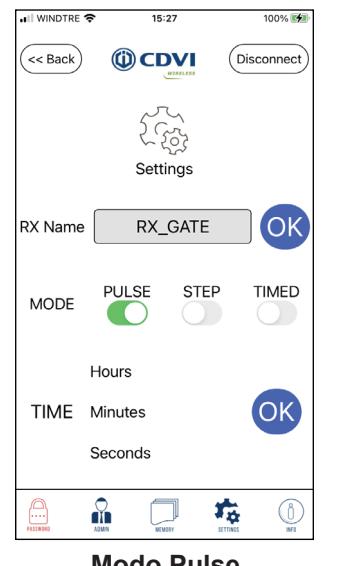 WINDTRE 15:27 100%
<< Back CDVI Disconnect
WIRELESS
Settings
RX Name RX_GATE OK
PULSE STEP TIMED
MODE
Hours
TIME Minutes OK
Seconds
PASSWORD ADMIN MEMORY SETTINGS INFO
Modo Pulse